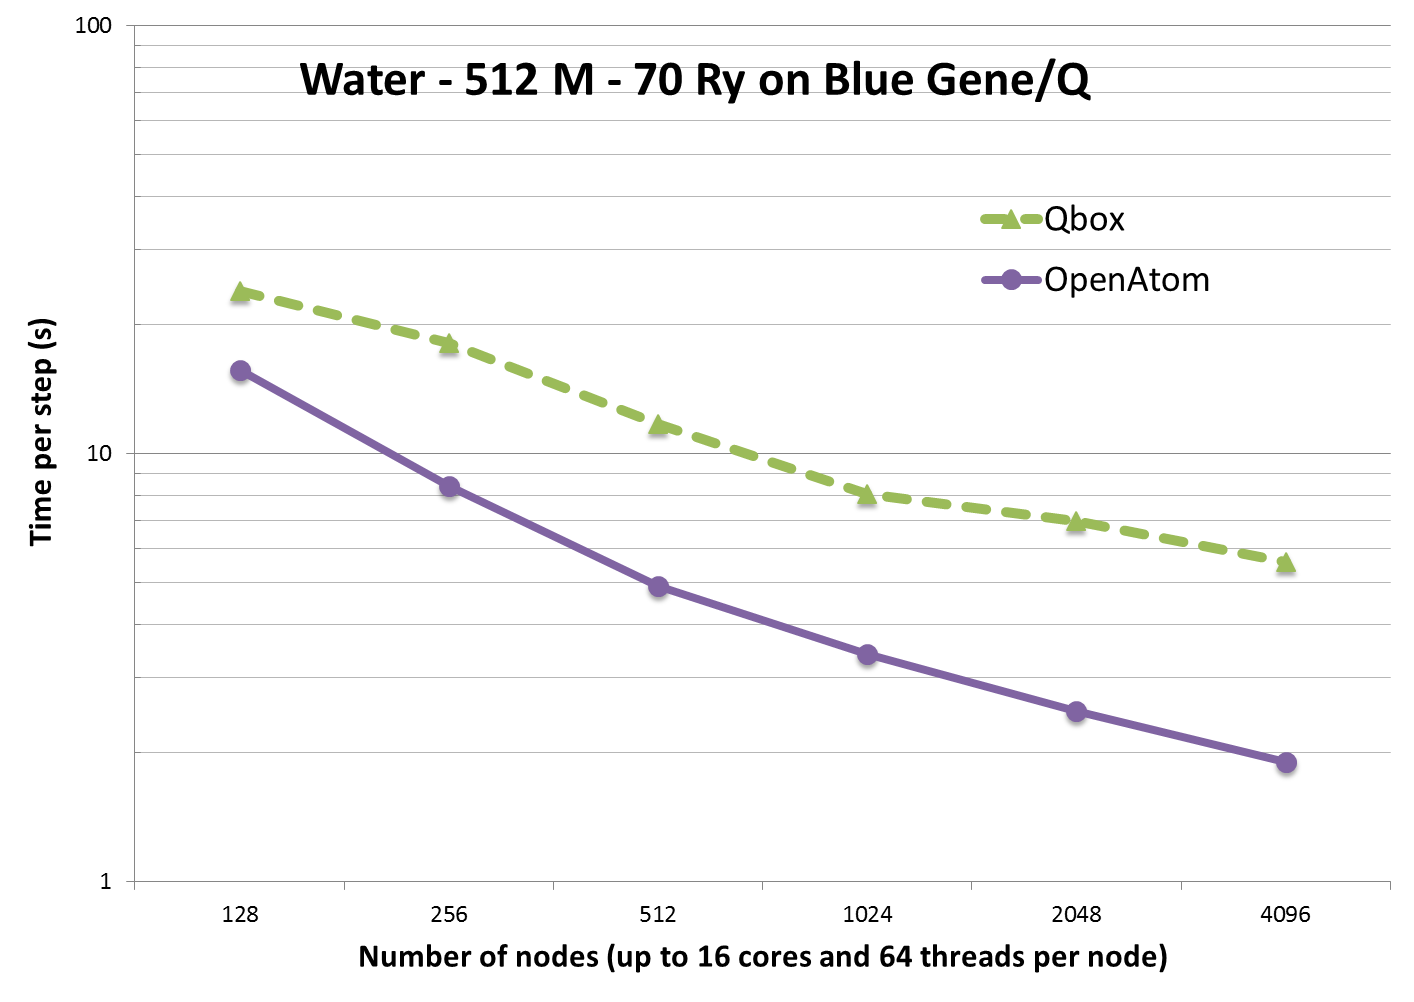 Water - 512 M - 70 Ry on Blue Gene/Q
100
10
1
Time per step (s)
Qbox
OpenAtom
128 256 512 1024 2048 4096
Number of nodes (up to 16 cores and 64 threads per node)